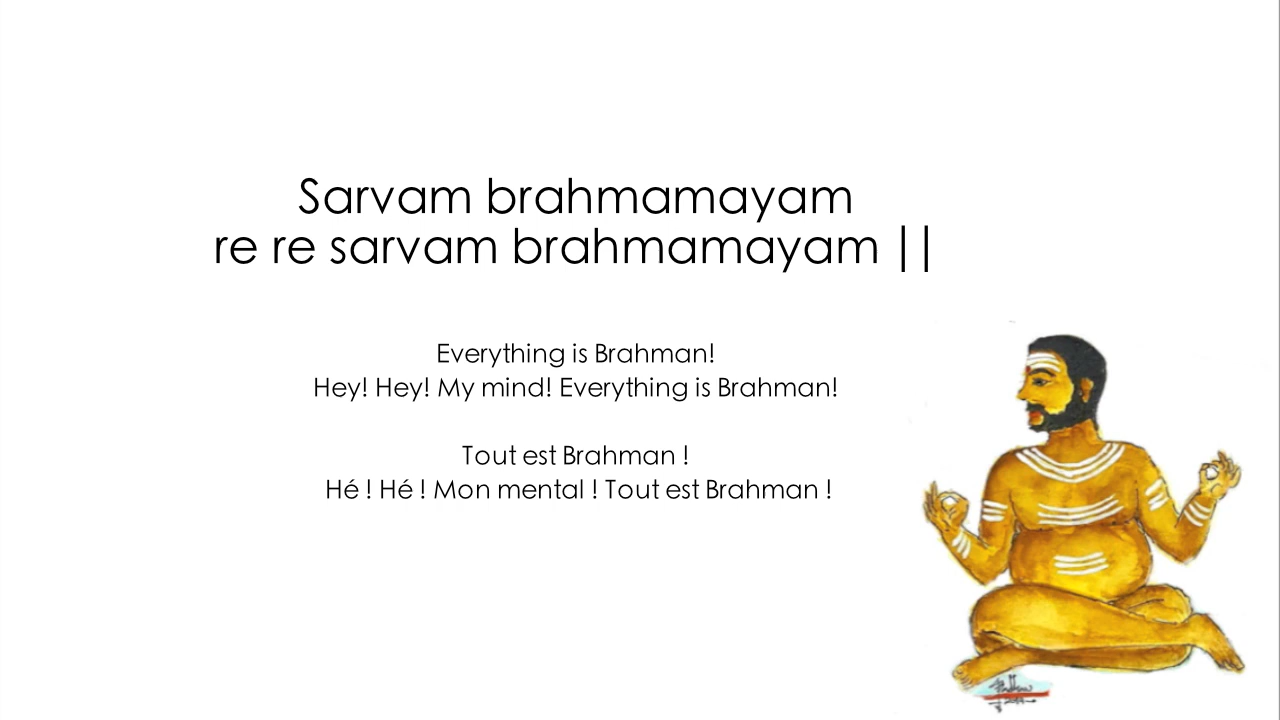 Sarvam brahmamayam
re re sarvam brahmamayam ||
Everything is Brahman!
Hey! Hey! My mind! Everything is Brahman!
Tout est Brahman !
Hé ! Hé ! Mon mental ! Tout est Brahman !